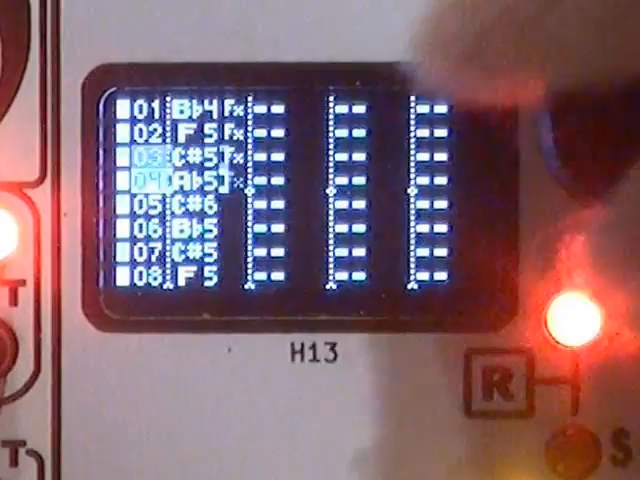 01 B♭4 Fx -- -- --
02 F 5 Fx -- -- --
03 C#5 Fx -- -- --
04 A♭5 x -- -- --
05 C#6 -- -- --
06 B♭5 -- -- --
07 C#5 -- -- --
08 F 5 -- -- --
H13
R
T
T
S